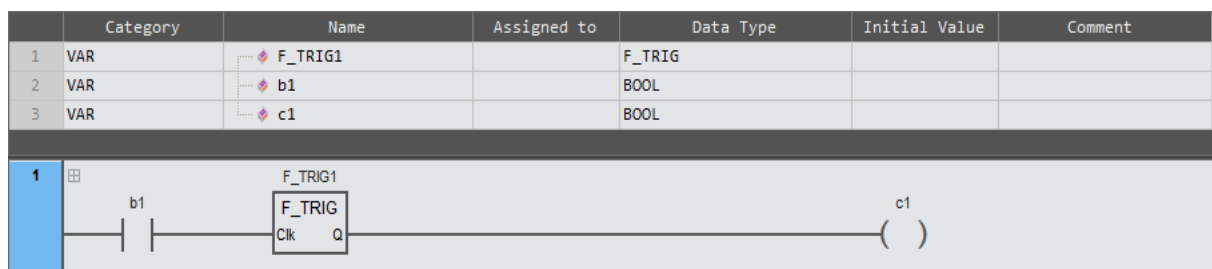 Category Name Assigned to Data Type Initial Value Comment
1 VAR F_TRIG1 F_TRIG
2 VAR b1 BOOL
3 VAR c1 BOOL
1 F_TRIG1
b1 F_TRIG c1
Clk Q